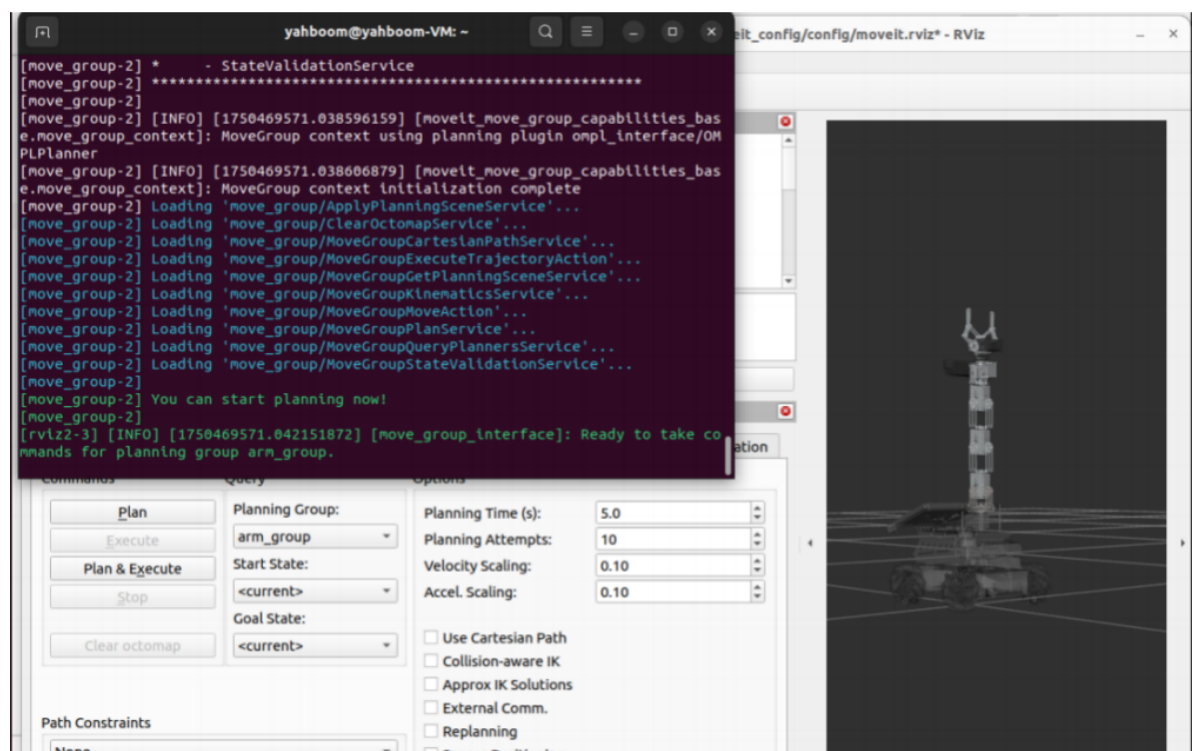 yahboom@yahboom-VM: ~
eit_config/config/moveit.rviz* - RViz
[move_group-2] *     - StateValidationService
[move_group-2] **********************************************************
[move_group-2]
[move_group-2] [INFO] [1750469571.038596159] [moveit_move_group_capabilities_bas
e.move_group_context]: MoveGroup context using planning plugin ompl_interface/OM
PLPlanner
[move_group-2] [INFO] [1750469571.038606879] [moveit_move_group_capabilities_bas
e.move_group_context]: MoveGroup context initialization complete
[move_group-2] Loading 'move_group/ApplyPlanningSceneService'...
[move_group-2] Loading 'move_group/ClearOctomapService'...
[move_group-2] Loading 'move_group/MoveGroupCartesianPathService'...
[move_group-2] Loading 'move_group/MoveGroupExecuteTrajectoryAction'...
[move_group-2] Loading 'move_group/MoveGroupGetPlanningSceneService'...
[move_group-2] Loading 'move_group/MoveGroupKinematicsService'...
[move_group-2] Loading 'move_group/MoveGroupMoveAction'...
[move_group-2] Loading 'move_group/MoveGroupPlanService'...
[move_group-2] Loading 'move_group/MoveGroupQueryPlannersService'...
[move_group-2] Loading 'move_group/MoveGroupStateValidationService'...
[move_group-2]
[move_group-2] You can start planning now!
[move_group-2]
[rviz2-3] [INFO] [1750469571.042151872] [move_group_interface]: Ready to take co
mmands for planning group arm_group.
ation
Commands
Query
Options
Plan
Execute
Plan & Execute
Stop
Clear octomap
Planning Group:
arm_group
Start State:
<current>
Goal State:
<current>
Planning Time (s): 5.0
Planning Attempts: 10
Velocity Scaling: 0.10
Accel. Scaling: 0.10
Use Cartesian Path
Collision-aware IK
Approx IK Solutions
External Comm.
Replanning
Path Constraints
None